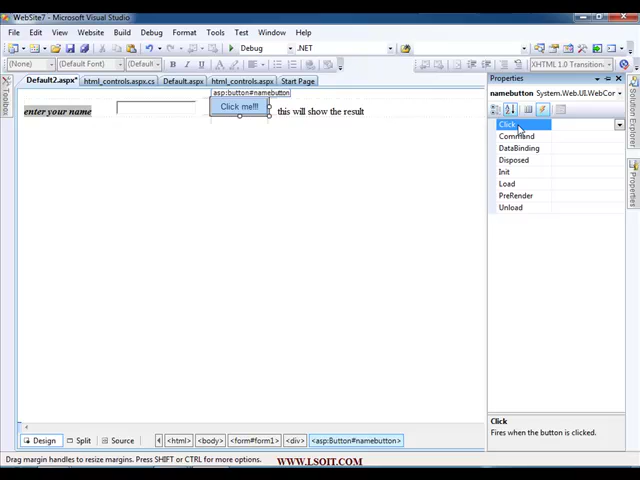 WebSite7 - Microsoft Visual Studio
File Edit View Website Build Debug Format Tools Test Window Help
Debug .NET
(None) (Default Font) (Default B I U XHTML 1.0 Transition
Default2.aspx* html_controls.aspx.cs Default.aspx html_controls.aspx Start Page
asp:button#namebutton
enter your name Click me!!! this will show the result
Toolbox
Properties
namebutton System.Web.UI.WebCor
Click
Command
DataBinding
Disposed
Init
Load
PreRender
Unload
Solution Explorer
Properties
Click
Fires when the button is clicked.
Design Split Source <html> <body> <form#form1> <div> <asp:Button#namebutton>
Drag margin handles to resize margins. Press SHIFT or CTRL for more options.
WWW.LSOIT.COM